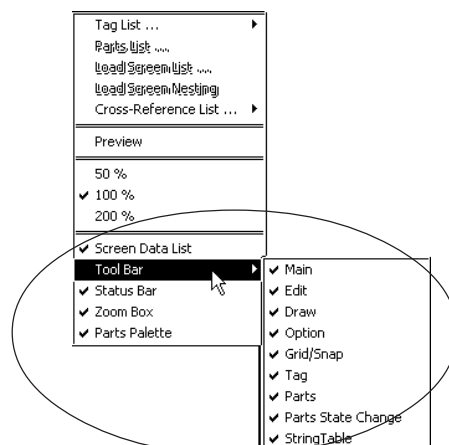 Tag List ...
Parts List ....
Load Screen List ....
Load Screen Nesting
Cross-Reference List ...
Preview
50 %
100 %
200 %
Screen Data List
Tool Bar
Status Bar
Zoom Box
Parts Palette
Main
Edit
Draw
Option
Grid/Snap
Tag
Parts
Parts State Change
StringTable